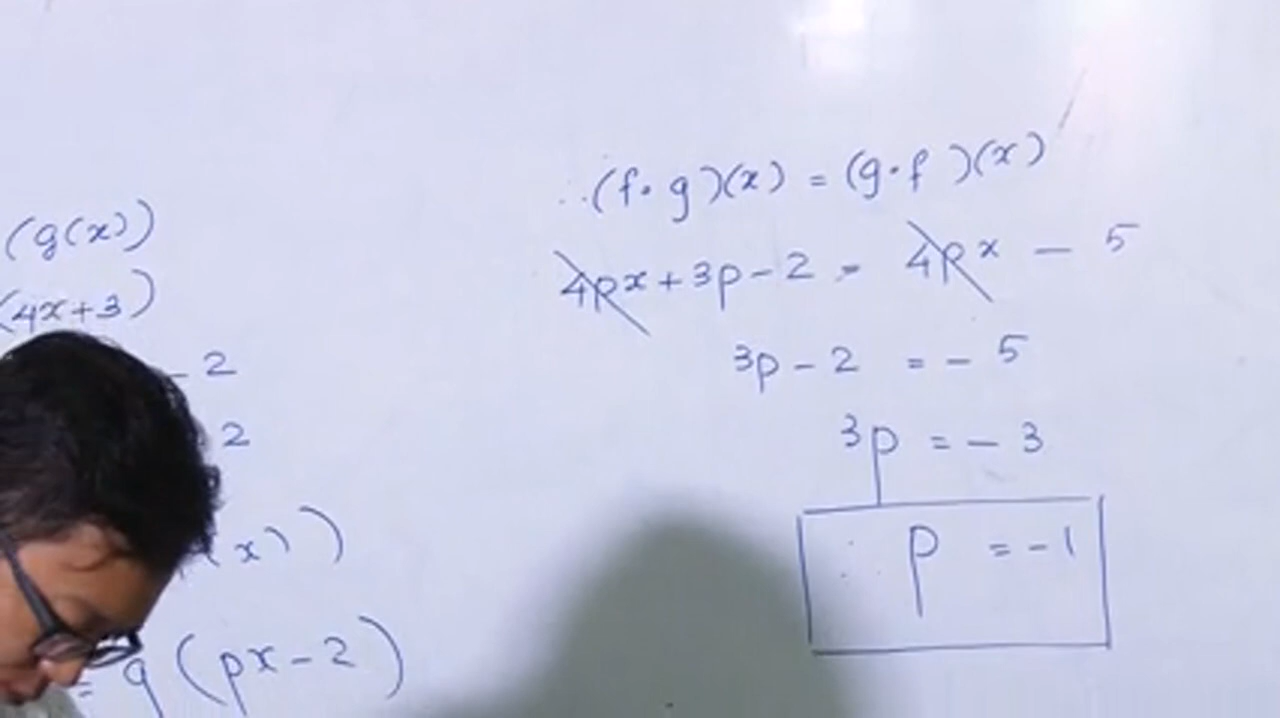 (g(x))
(4x+3)
- 2
2
(x))
= g (px-2)
∴ (f∘g)(x) = (g∘f)(x)
4px + 3p - 2 = 4px - 5
3p - 2 = - 5
3p = - 3
∴ p = -1